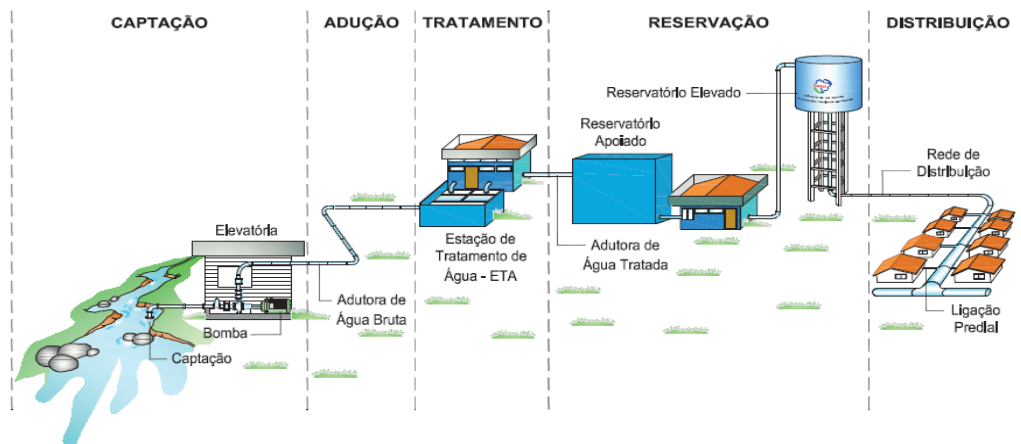 CAPTAÇÃO
ADUÇÃO
TRATAMENTO
RESERVAÇÃO
DISTRIBUIÇÃO
Reservatório Elevado
Reservatório
Apoiado
Rede de
Distribuição
Elevatória
Estação de
Tratamento de
Água - ETA
Adutora de
Água Tratada
Adutora de
Água Bruta
Bomba
Captação
Ligação
Predial